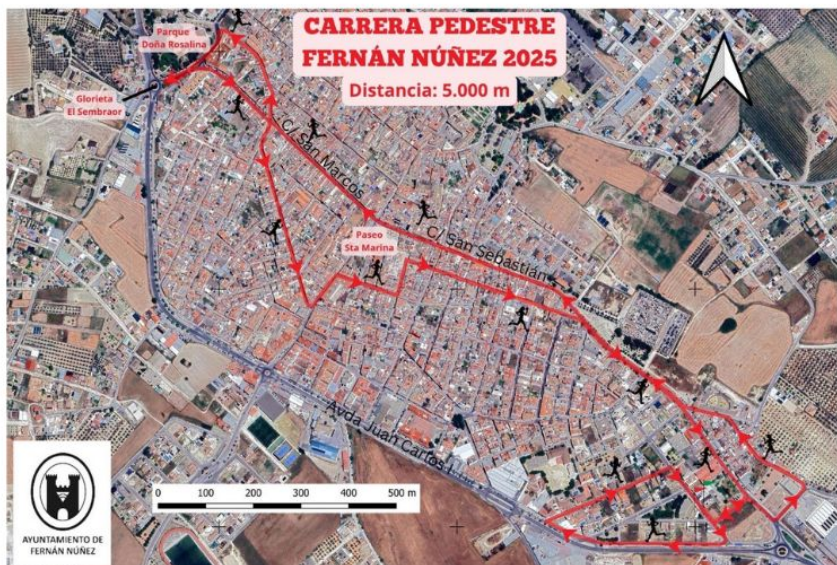 CARRERA PEDESTRE
FERNÁN NÚÑEZ 2025
Distancia: 5.000 m
Parque
Doña Rosalina
Glorieta
El Sembraor
C/ San Marcos
C/ San Sebastián
Paseo
Sta Marina
Avda Juan Carlos I
0 100 200 300 400 500 m
AYUNTAMIENTO DE
FERNÁN NÚÑEZ